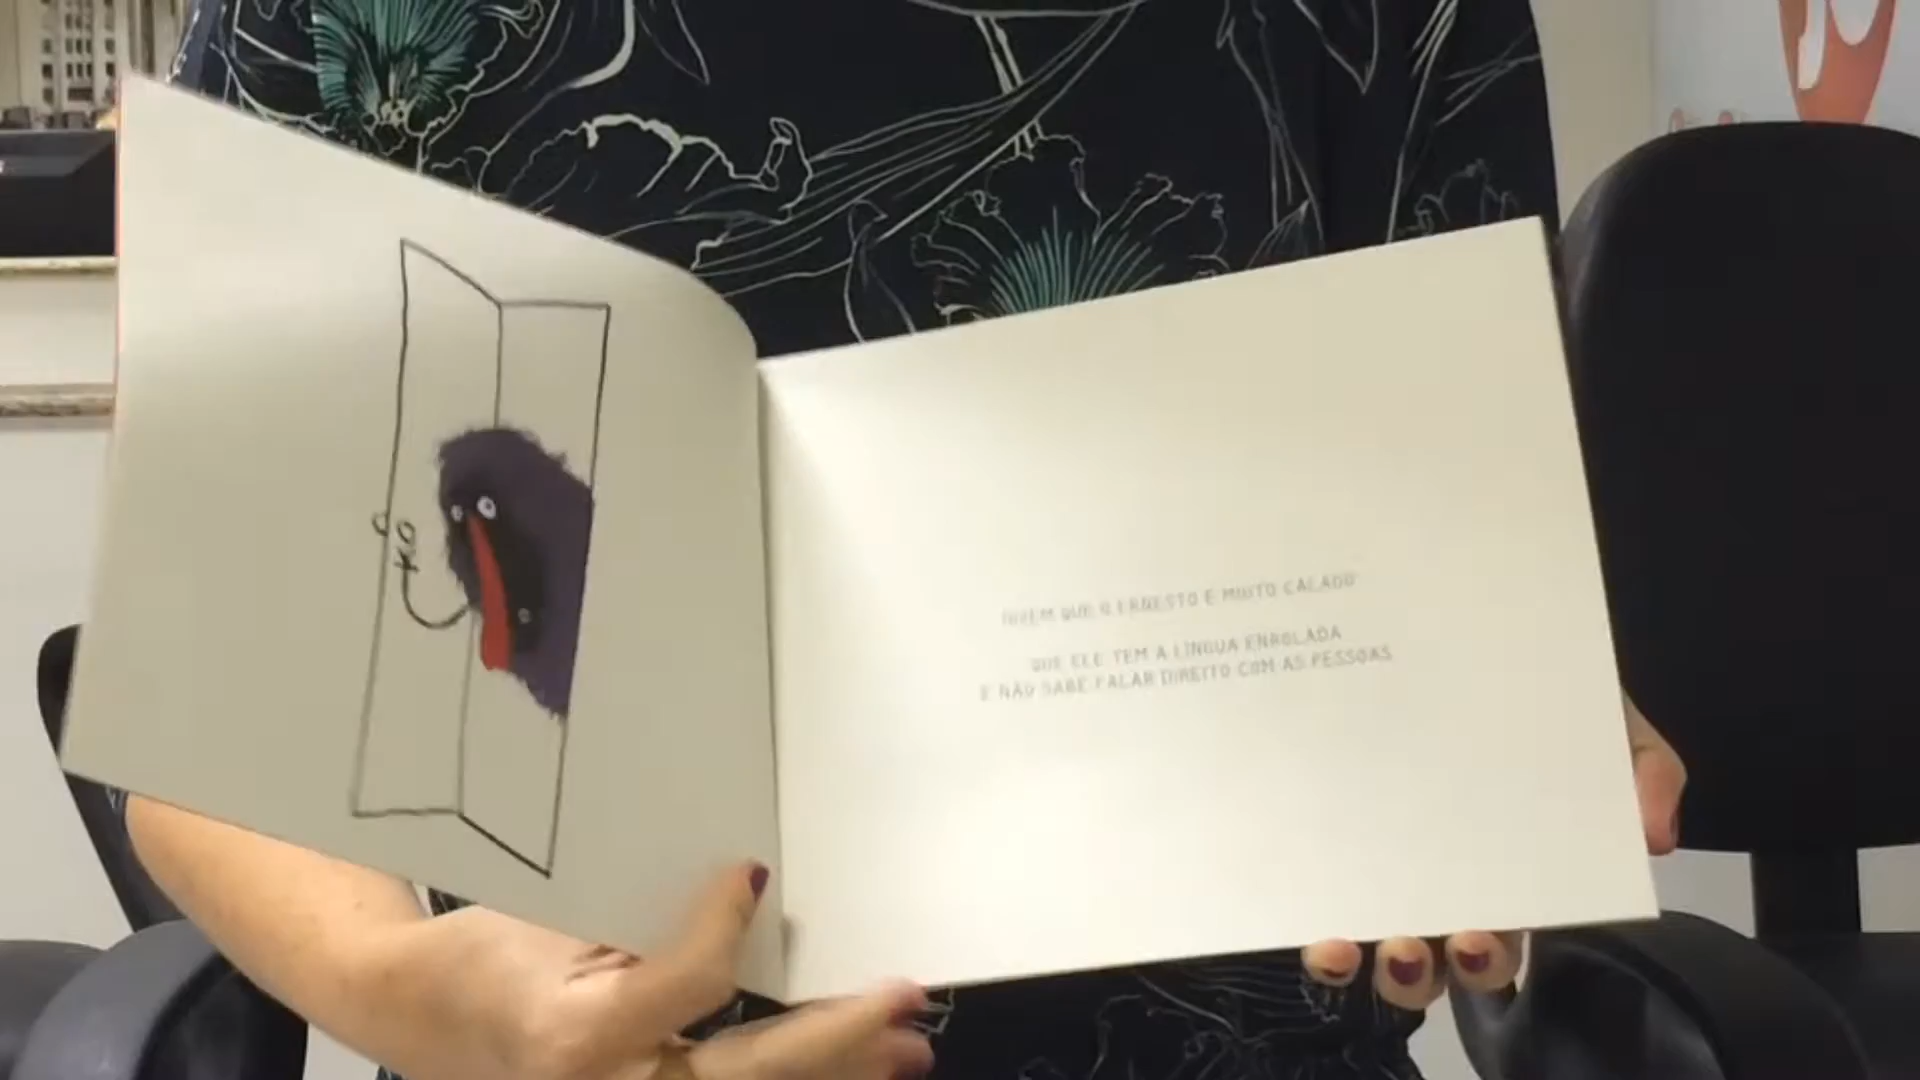 DIZEM QUE O ERNESTO É MUITO CALADO
QUE ELE TEM A LÍNGUA ENROLADA
E NÃO SABE FALAR DIREITO COM AS PESSOAS